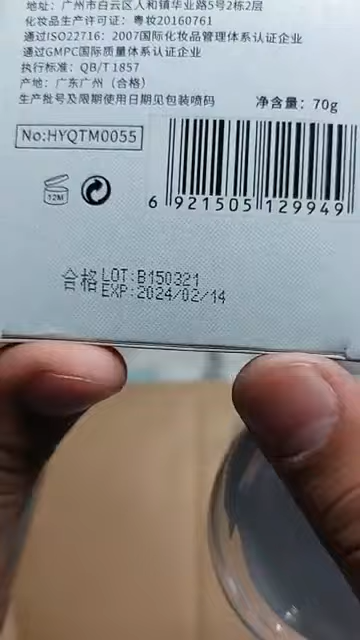 地址：广州市白云区人和镇华业路5号2栋2层
化妆品生产许可证：粤妆20160761
通过ISO22716：2007国际化妆品管理体系认证企业
通过GMPC国际质量体系认证企业
执行标准：QB/T 1857
产地：广东广州（合格）
生产批号及限期使用日期见包装喷码
净含量：70g
No:HYQTM0055
12M
6 921505 129949
合格 LOT:B150321
EXP:2024/02/14